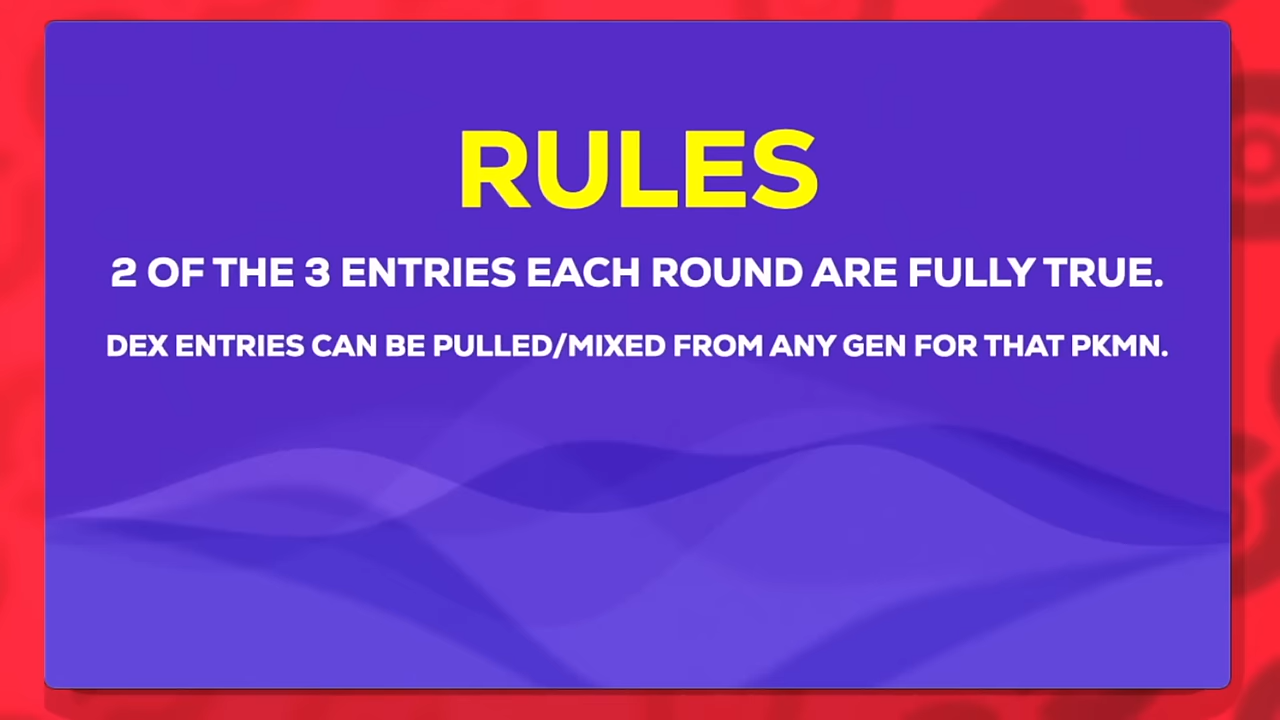 RULES
2 OF THE 3 ENTRIES EACH ROUND ARE FULLY TRUE.
DEX ENTRIES CAN BE PULLED/MIXED FROM ANY GEN FOR THAT PKMN.